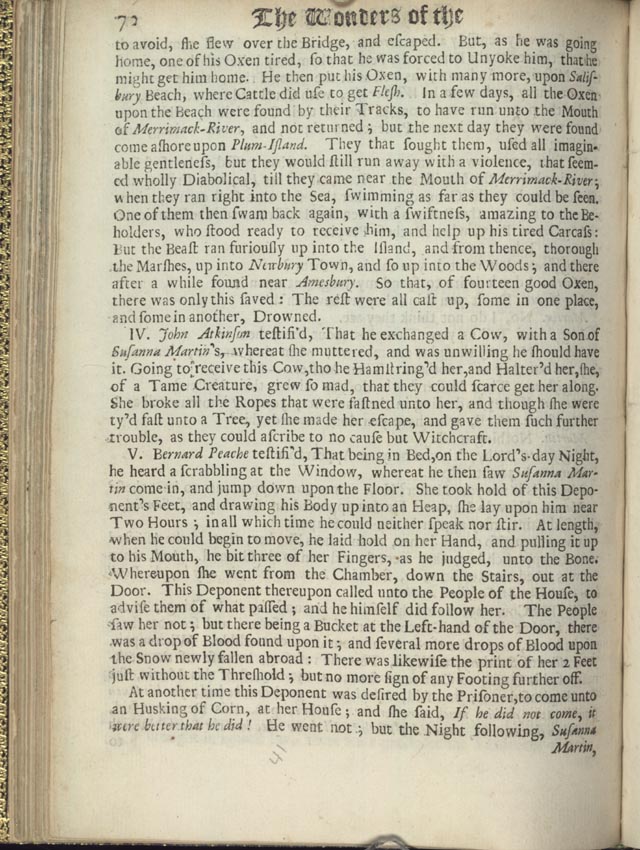 72 The Wonders of the
to avoid, ſhe flew over the Bridge, and eſcaped. But, as he was going
home, one of his Oxen tired, ſo that he was forced to Unyoke him, that he
might get him home. He then put his Oxen, with many more, upon Saliſ-
bury Beach, where Cattle did uſe to get Fleſh. In a few days, all the Oxen
upon the Beach were found by their Tracks, to have run unto the Mouth
of Merrimack-River, and not returned; but the next day they were found
come aſhore upon Plum-Iſland. They that ſought them, uſed all imagin-
able gentleneſs, but they would ſtill run away with a violence, that ſeem-
ed wholly Diabolical, till they came near the Mouth of Merrimack-River;
when they ran right into the Sea, ſwimming as far as they could be ſeen.
One of them then ſwam back again, with a ſwiftneſs, amazing to the Be-
holders, who ſtood ready to receive him, and help up his tired Carcaſs:
But the Beaſt ran furiouſly up into the Iſland, and from thence, thorough
the Marſhes, up into Newbury Town, and ſo up into the Woods; and there
after a while found near Ameſbury. So that, of fourteen good Oxen,
there was only this ſaved: The reſt were all caſt up, ſome in one place,
and ſome in another, Drowned.
IV. John Atkinſon teſtifi'd, That he exchanged a Cow, with a Son of
Suſanna Martin's, whereat ſhe muttered, and was unwilling he ſhould have
it. Going to receive this Cow, tho he Hamſtring'd her, and Halter'd her, ſhe,
of a Tame Creature, grew ſo mad, that they could ſcarce get her along.
She broke all the Ropes that were faſtned unto her, and though ſhe were
ty'd faſt unto a Tree, yet ſhe made her eſcape, and gave them ſuch further
trouble, as they could aſcribe to no cauſe but Witchcraft.
V. Bernard Peache teſtifi'd, That being in Bed, on the Lord's-day Night,
he heard a ſcrabbling at the Window, whereat he then ſaw Suſanna Mar-
tin come in, and jump down upon the Floor. She took hold of this Depo-
nent's Feet, and drawing his Body up into an Heap, ſhe lay upon him near
Two Hours; in all which time he could neither ſpeak nor ſtir. At length,
when he could begin to move, he laid hold on her Hand, and pulling it up
to his Mouth, he bit three of her Fingers, as he judged, unto the Bone.
Whereupon ſhe went from the Chamber, down the Stairs, out at the
Door. This Deponent thereupon called unto the People of the Houſe, to
adviſe them of what paſſed; and he himſelf did follow her. The People
ſaw her not; but there being a Bucket at the Left-hand of the Door, there
was a drop of Blood found upon it; and ſeveral more drops of Blood upon
the Snow newly fallen abroad: There was likewiſe the print of her 2 Feet
juſt without the Threſhold; but no more ſign of any Footing further off.
At another time this Deponent was deſired by the Priſoner, to come unto
an Huſking of Corn, at her Houſe; and ſhe ſaid, If he did not come, it
were better that he did! He went not; but the Night following, Suſanna
Martin,
41